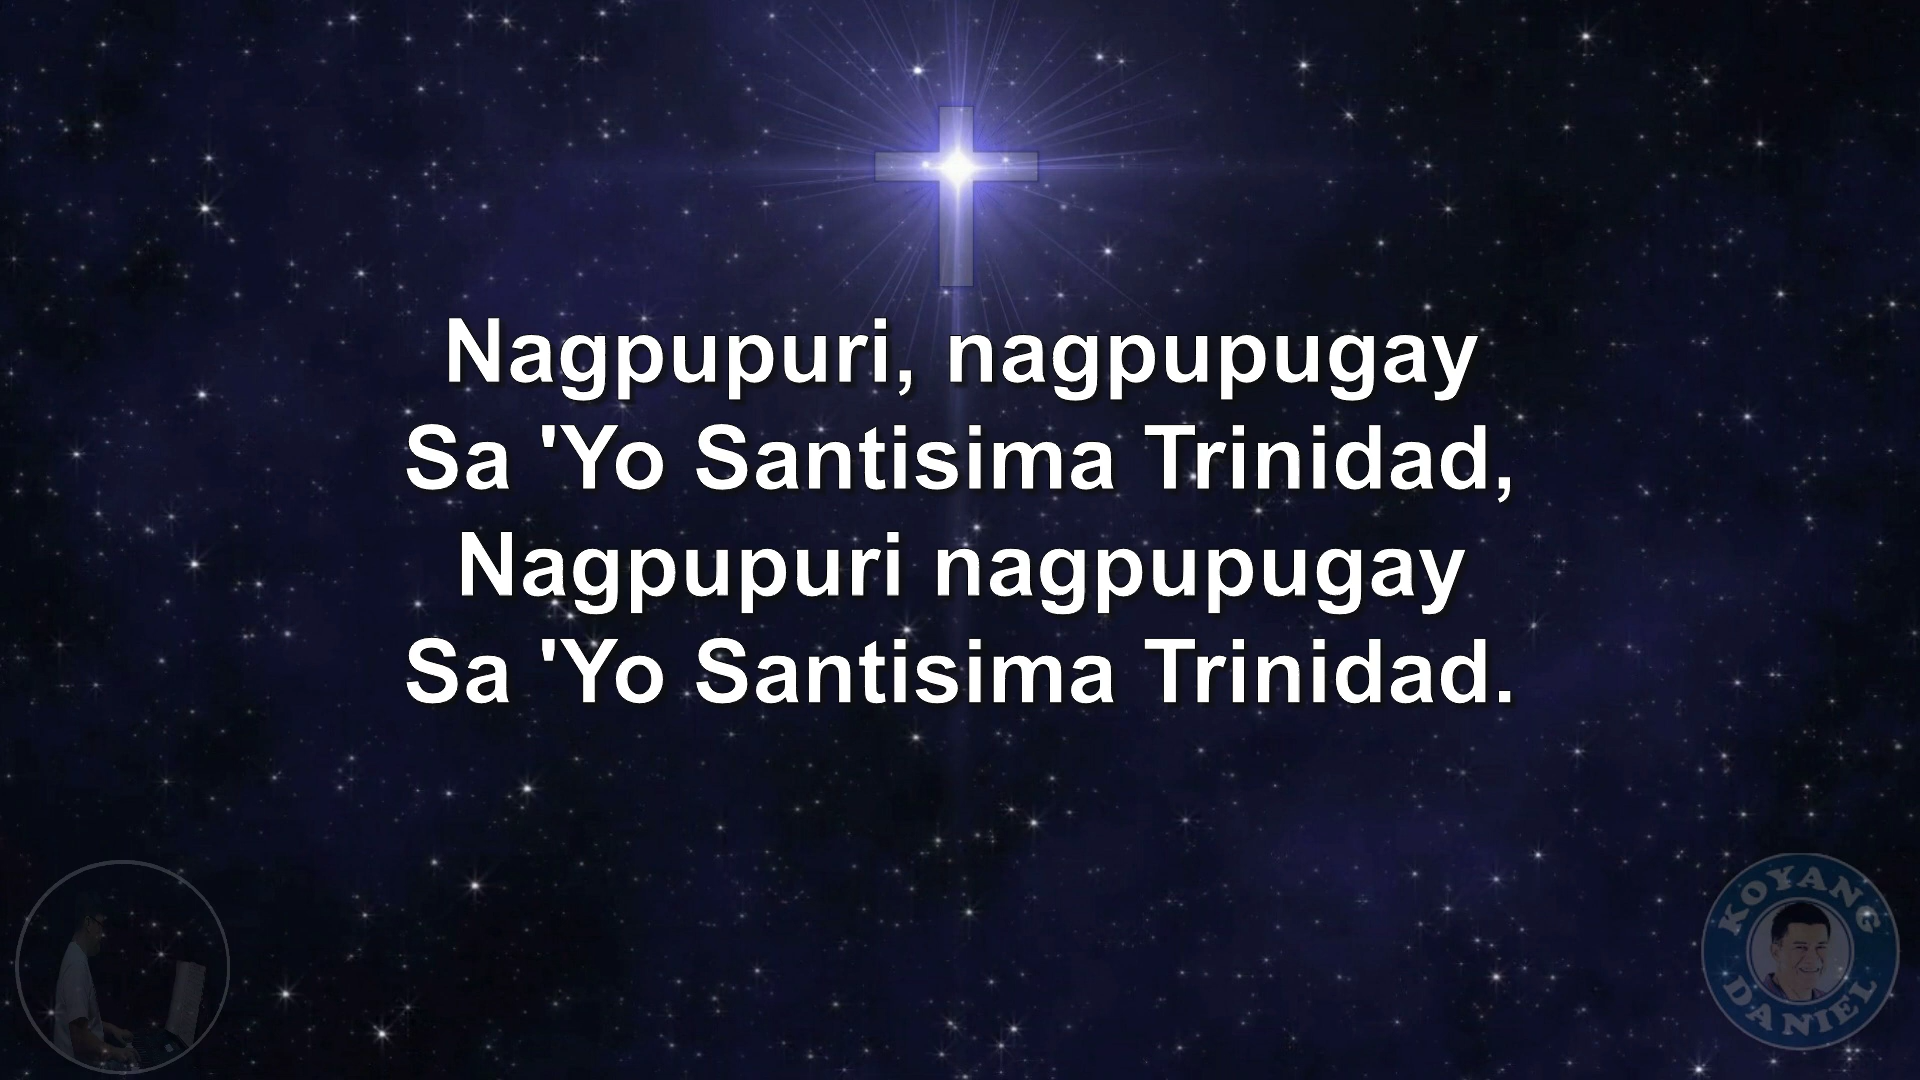 Nagpupuri, nagpupugay
Sa 'Yo Santisima Trinidad,
Nagpupuri nagpupugay
Sa 'Yo Santisima Trinidad.
KOYANG
DANIEL